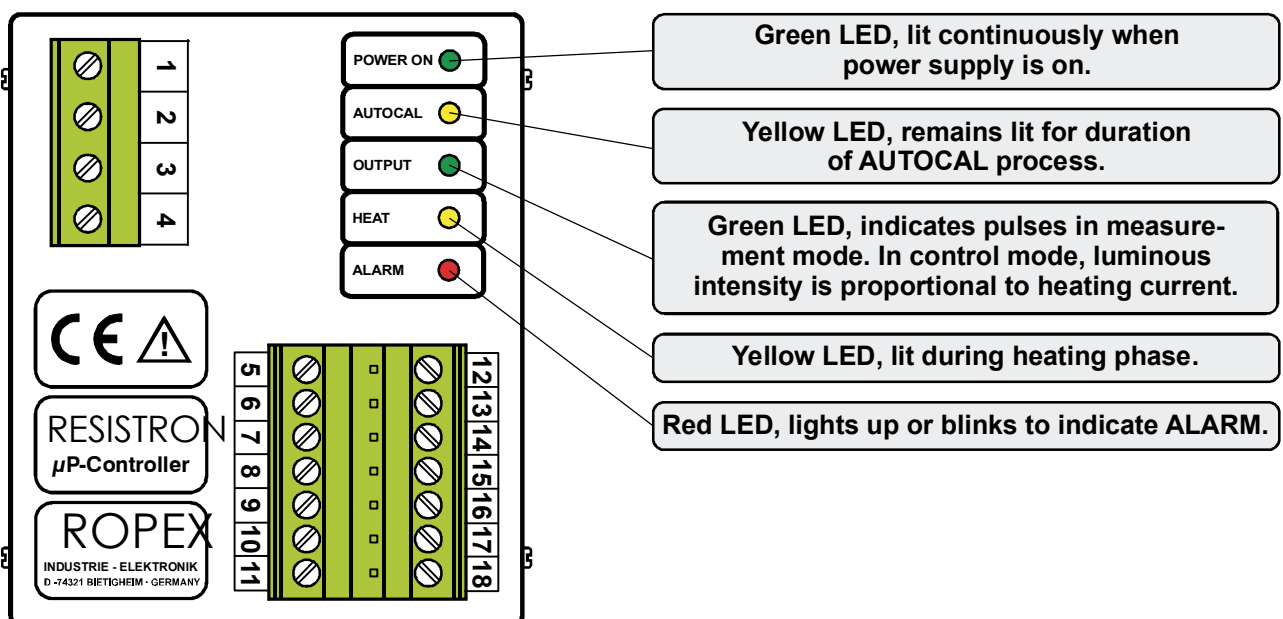 1
2
3
4
POWER ON
AUTOCAL
OUTPUT
HEAT
ALARM
Green LED, lit continuously when
power supply is on.
Yellow LED, remains lit for duration
of AUTOCAL process.
Green LED, indicates pulses in measure-
ment mode. In control mode, luminous
intensity is proportional to heating current.
Yellow LED, lit during heating phase.
Red LED, lights up or blinks to indicate ALARM.
CE
RESISTRON
µP-Controller
ROPEX
INDUSTRIE - ELEKTRONIK
D -74321 BIETIGHEIM - GERMANY
5
6
7
8
9
10
11
12
13
14
15
16
17
18